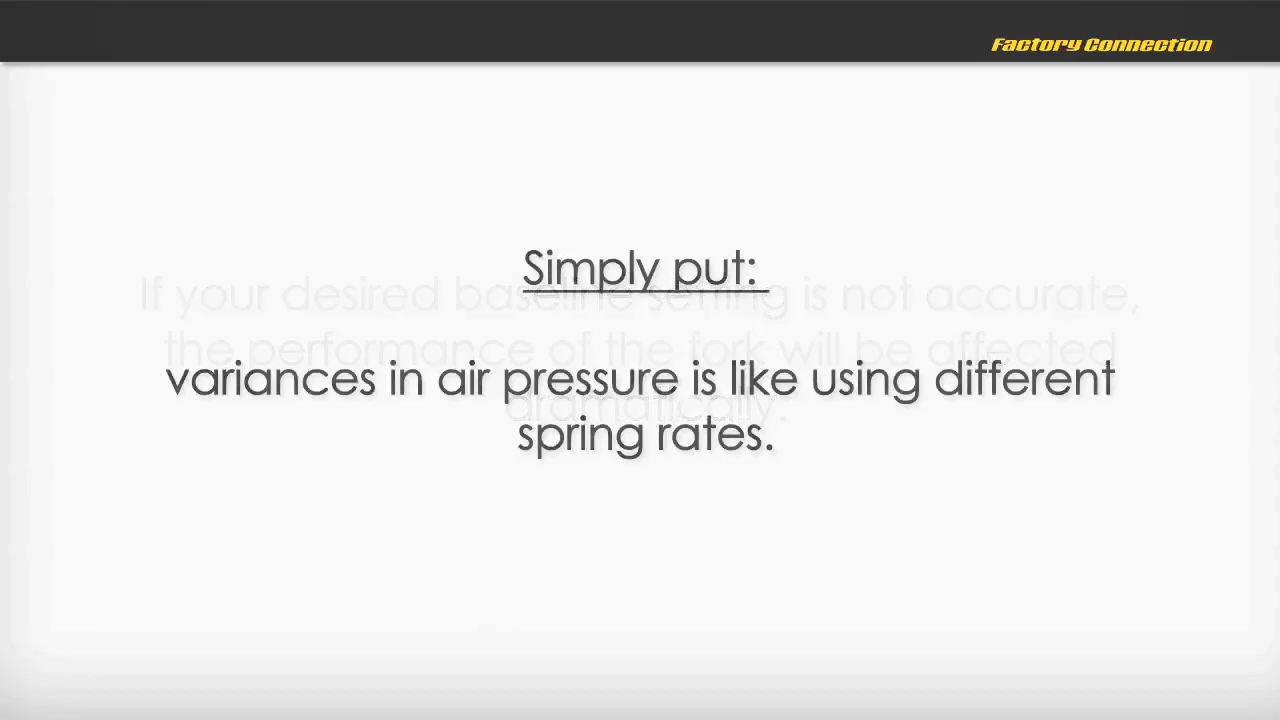 Factory Connection
Simply put:
If your desired baseline setting is not accurate,
the performance of the fork will be affected
dramatically.
variances in air pressure is like using different
spring rates.